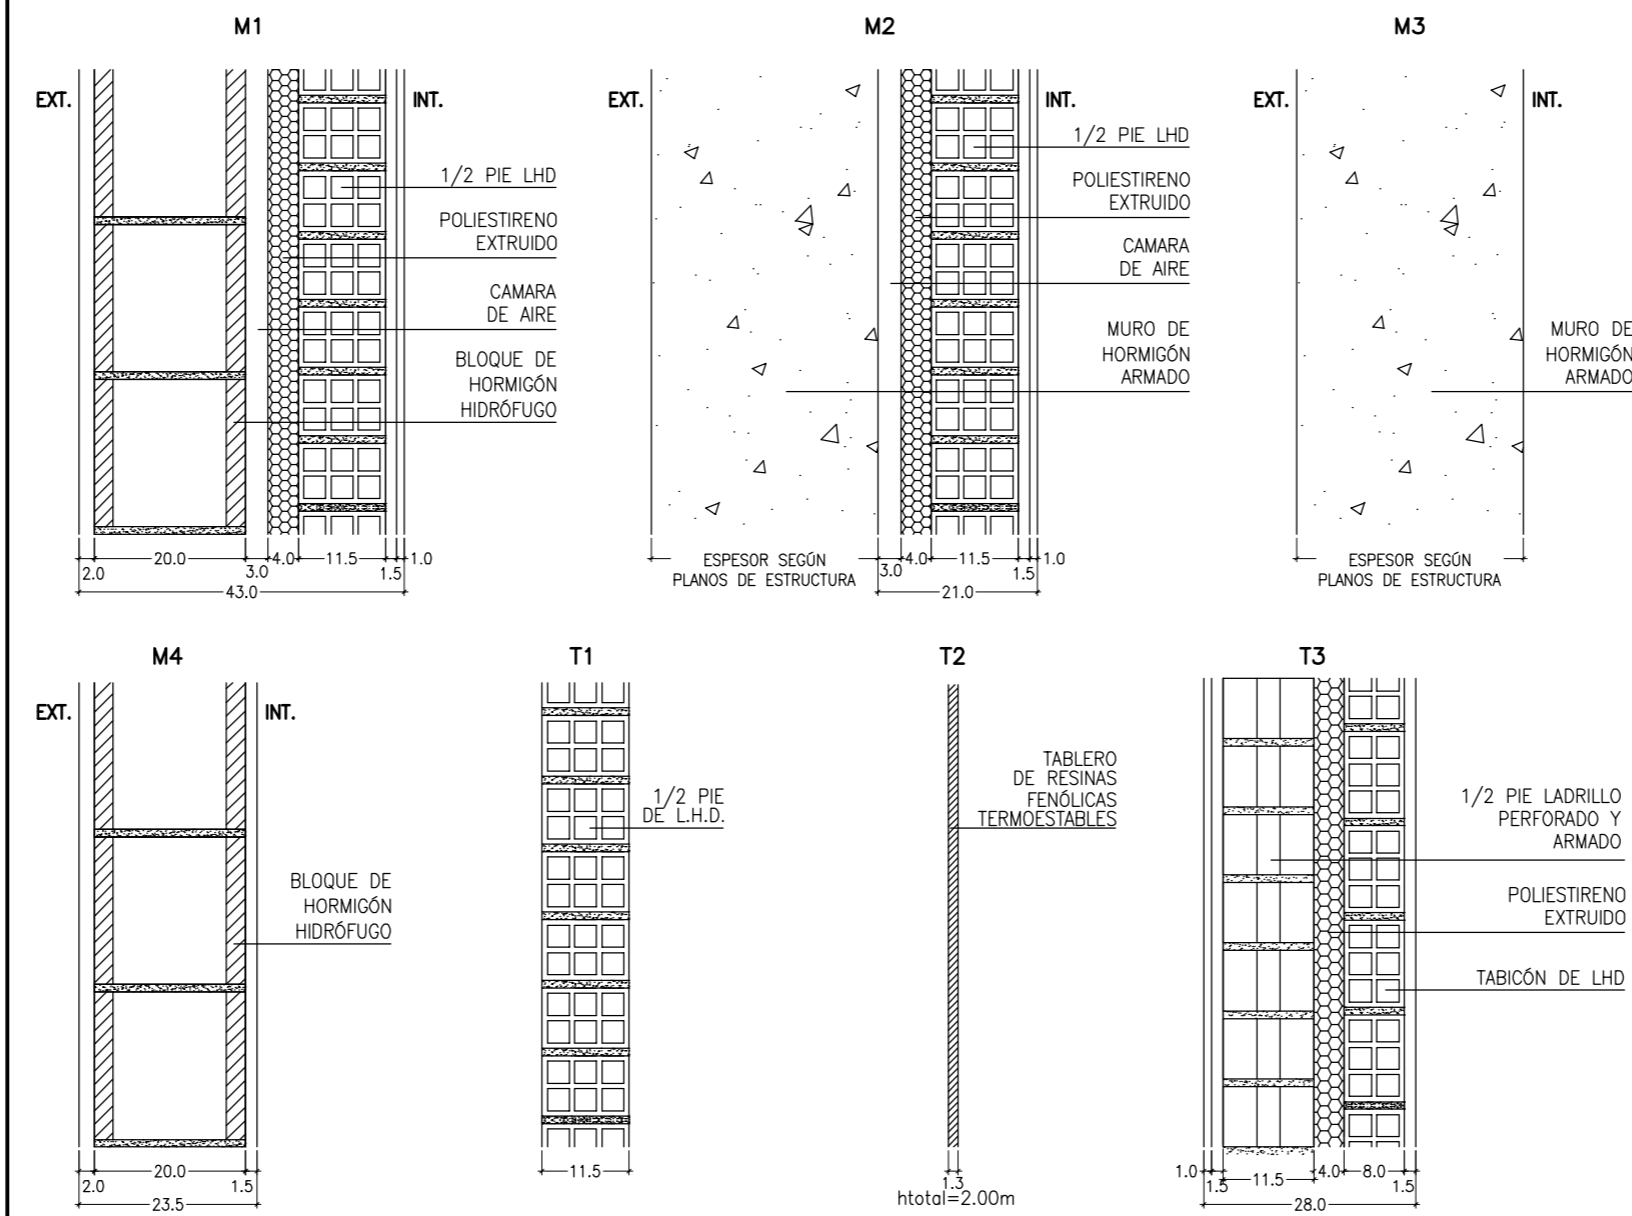 M1
EXT.
INT.
1/2 PIE LHD
POLIESTIRENO
EXTRUIDO
CAMARA
DE AIRE
BLOQUE DE
HORMIGÓN
HIDRÓFUGO
2.0
20.0
3.0
4.0
11.5
1.5
1.0
43.0
M2
EXT.
INT.
1/2 PIE LHD
POLIESTIRENO
EXTRUIDO
CAMARA
DE AIRE
MURO DE
HORMIGÓN
ARMADO
ESPESOR SEGÚN
PLANOS DE ESTRUCTURA
3.0
4.0
11.5
1.5
1.0
21.0
M3
EXT.
INT.
MURO DE
HORMIGÓN
ARMADO
ESPESOR SEGÚN
PLANOS DE ESTRUCTURA
M4
EXT.
INT.
BLOQUE DE
HORMIGÓN
HIDRÓFUGO
2.0
20.0
1.5
23.5
T1
1/2 PIE
DE L.H.D.
11.5
T2
TABLERO
DE RESINAS
FENÓLICAS
TERMOESTABLES
1.3
htotal=2.00m
T3
1/2 PIE LADRILLO
PERFORADO Y
ARMADO
POLIESTIRENO
EXTRUIDO
TABICÓN DE LHD
1.0
1.5
11.5
4.0
8.0
1.5
28.0